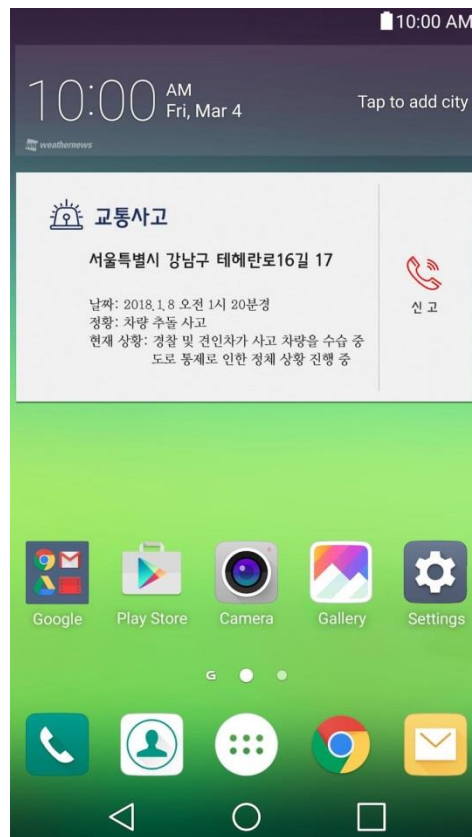 10:00 AM
10:00 AM
Fri, Mar 4
Tap to add city
weathernews
교통사고
서울특별시 강남구 테헤란로16길 17
날짜: 2018.1.8 오전 1시 20분경
정황: 차량 추돌 사고
현재 상황: 경찰 및 견인차가 사고 차량을 수습 중
도로 통제로 인한 정체 상황 진행 중
신고
Google
Play Store
Camera
Gallery
Settings
G